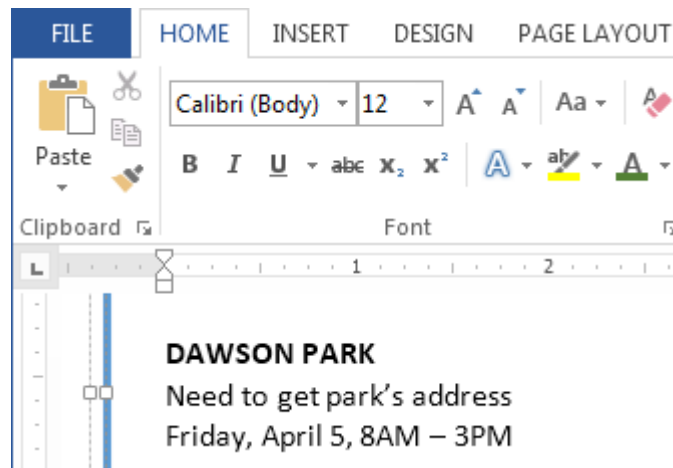 FILE HOME INSERT DESIGN PAGE LAYOUT
Calibri (Body) 12 A A Aa
Paste
B I U abc X₂ X² A ab A
Clipboard Font
L 1 2
DAWSON PARK
Need to get park’s address
Friday, April 5, 8AM – 3PM